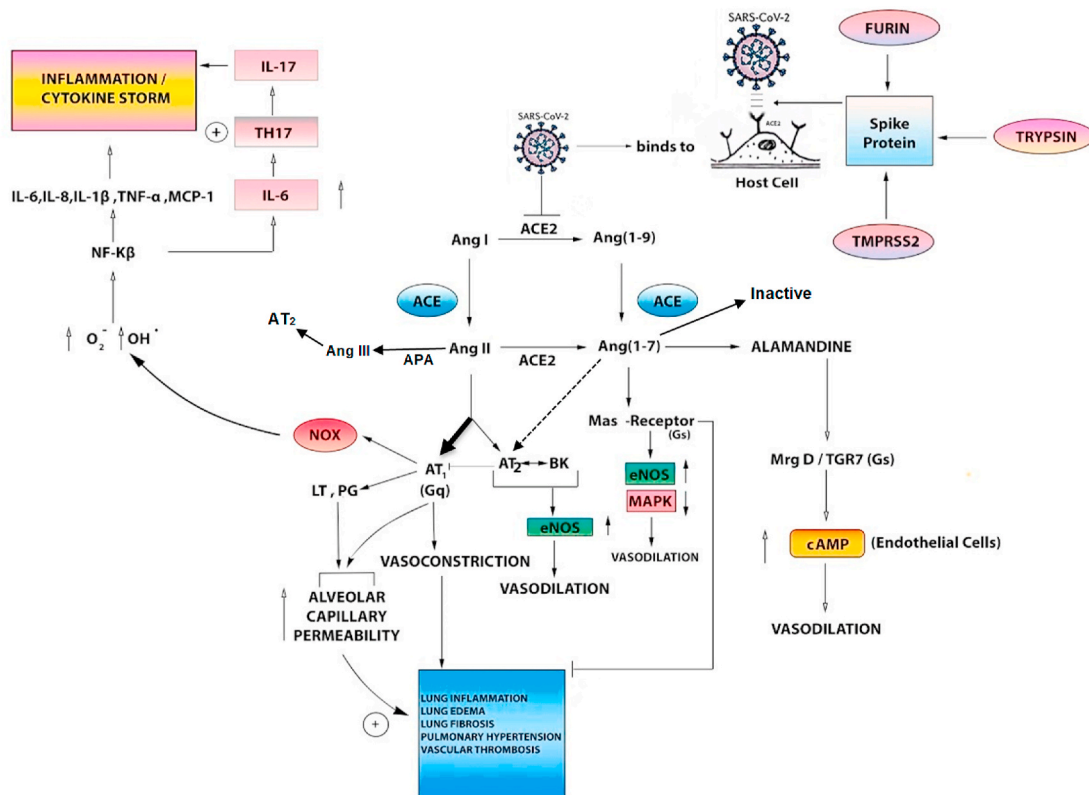 SARS-CoV-2
FURIN
INFLAMMATION /
CYTOKINE STORM
IL-17
SARS-CoV-2
ACE2
Spike
Protein
TRYPSIN
+
TH17
binds to
Host Cell
IL-6,IL-8,IL-1β ,TNF-α ,MCP-1
IL-6
ACE2
TMPRSS2
NF-Kβ
Ang I
Ang(1-9)
ACE
ACE
Inactive
O2- OH·
AT2
Ang III
APA
Ang II
ACE2
Ang(1-7)
ALAMANDINE
NOX
Mas -Receptor
(Gs)
AT1
(Gq)
AT2
BK
LT , PG
eNOS
MAPK
Mrg D / TGR7 (Gs)
eNOS
VASODILATION
cAMP
(Endothelial Cells)
VASOCONSTRICTION
VASODILATION
ALVEOLAR
CAPILLARY
PERMEABILITY
VASODILATION
+
LUNG INFLAMMATION
LUNG EDEMA
LUNG FIBROSIS
PULMONARY HYPERTENSION
VASCULAR THROMBOSIS